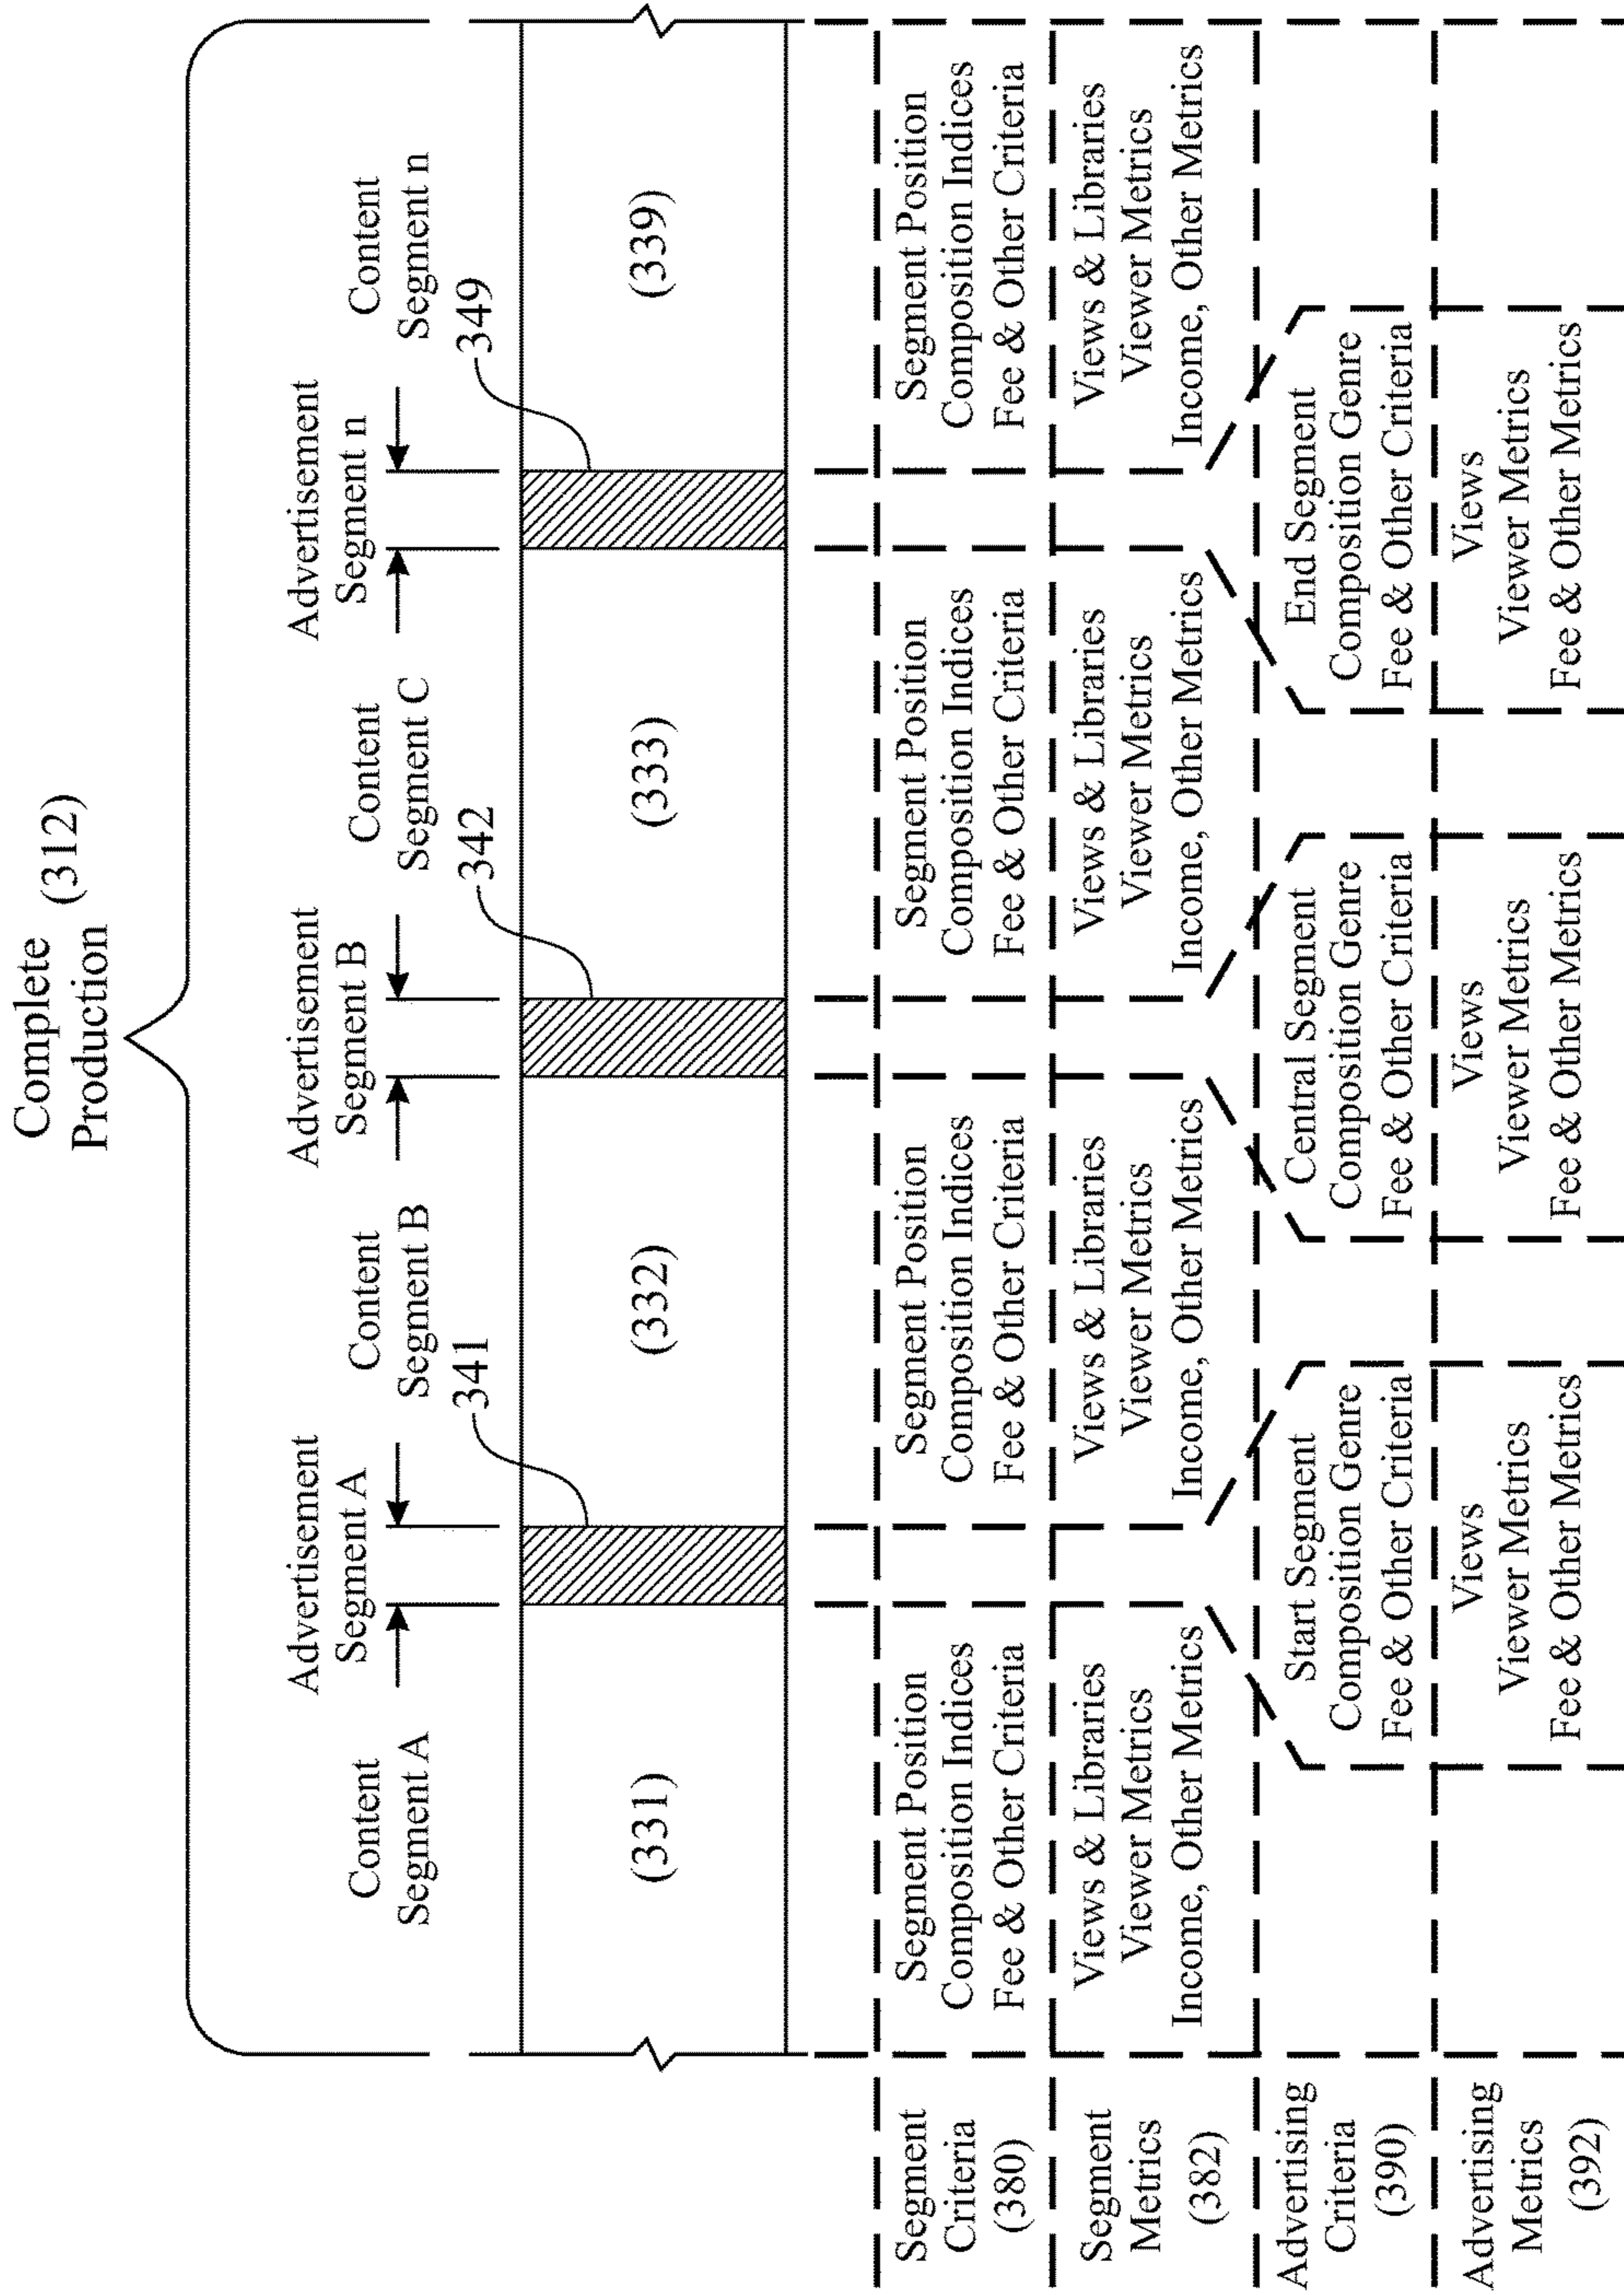 Complete
Production (312)
Advertisement
Segment A
Advertisement
Segment B
Advertisement
Segment n
Content
Segment A
Content
Segment B
Content
Segment C
Content
Segment n
341
342
349
(331)
(332)
(333)
(339)
Segment
Criteria
(380)
Segment Position
Composition Indices
Fee & Other Criteria
Segment Position
Composition Indices
Fee & Other Criteria
Segment Position
Composition Indices
Fee & Other Criteria
Segment Position
Composition Indices
Fee & Other Criteria
Segment
Metrics
(382)
Views & Libraries
Viewer Metrics
Income, Other Metrics
Views & Libraries
Viewer Metrics
Income, Other Metrics
Views & Libraries
Viewer Metrics
Income, Other Metrics
Views & Libraries
Viewer Metrics
Income, Other Metrics
Advertising
Criteria
(390)
Start Segment
Composition Genre
Fee & Other Criteria
Central Segment
Composition Genre
Fee & Other Criteria
End Segment
Composition Genre
Fee & Other Criteria
Advertising
Metrics
(392)
Views
Viewer Metrics
Fee & Other Metrics
Views
Viewer Metrics
Fee & Other Metrics
Views
Viewer Metrics
Fee & Other Metrics